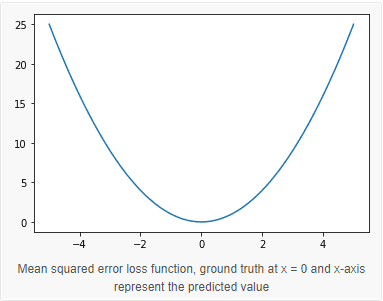 25
20
15
10
5
0
−4 −2 0 2 4
Mean squared error loss function, ground truth at x = 0 and x-axis
represent the predicted value